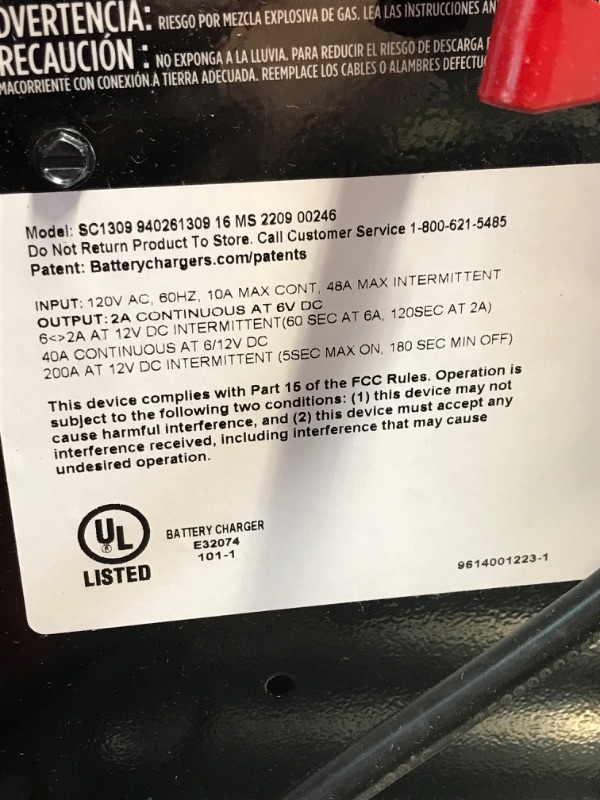 OVERTENCIA: RIESGO POR MEZCLA EXPLOSIVA DE GAS. LEA LAS INSTRUCCIONES AN
RECAUCIÓN: NO EXPONGA A LA LLUVIA. PARA REDUCIR EL RIESGO DE DESCARGA
MACORRIENTE CON CONEXIÓN A TIERRA ADECUADA. REEMPLACE LOS CABLES O ALAMBRES DEFECTU
Model: SC1309 940261309 16 MS 2209 00246
Do Not Return Product To Store. Call Customer Service 1-800-621-5485
Patent: Batterychargers.com/patents
INPUT: 120V AC, 60HZ, 10A MAX CONT, 48A MAX INTERMITTENT
OUTPUT: 2A CONTINUOUS AT 6V DC
6<>2A AT 12V DC INTERMITTENT(60 SEC AT 6A, 120SEC AT 2A)
40A CONTINUOUS AT 6/12V DC
200A AT 12V DC INTERMITTENT (5SEC MAX ON, 180 SEC MIN OFF)
This device complies with Part 15 of the FCC Rules. Operation is
subject to the following two conditions: (1) this device may not
cause harmful interference, and (2) this device must accept any
interference received, including interference that may cause
undesired operation.
UL
®
LISTED
BATTERY CHARGER
E32074
101-1
9614001223-1